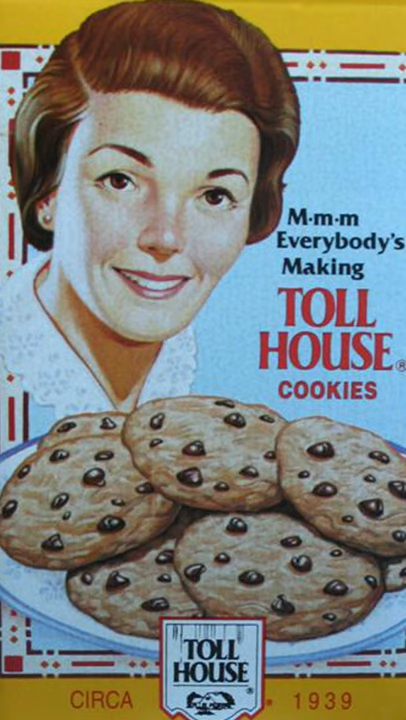 M·m·m
Everybody's
Making
TOLL
HOUSE®
COOKIES
TOLL
HOUSE®
CIRCA
1939